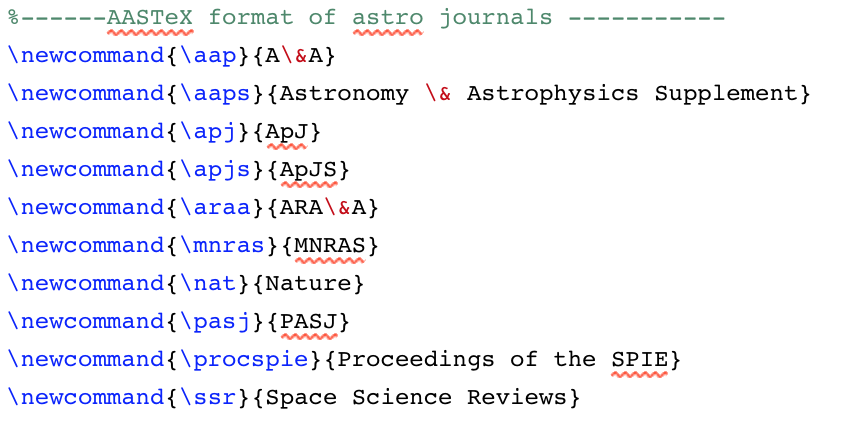 %------AASTeX format of astro journals -----------
\newcommand{\aap}{A\&A}
\newcommand{\aaps}{Astronomy \& Astrophysics Supplement}
\newcommand{\apj}{ApJ}
\newcommand{\apjs}{ApJS}
\newcommand{\araa}{ARA\&A}
\newcommand{\mnras}{MNRAS}
\newcommand{\nat}{Nature}
\newcommand{\pasj}{PASJ}
\newcommand{\procspie}{Proceedings of the SPIE}
\newcommand{\ssr}{Space Science Reviews}